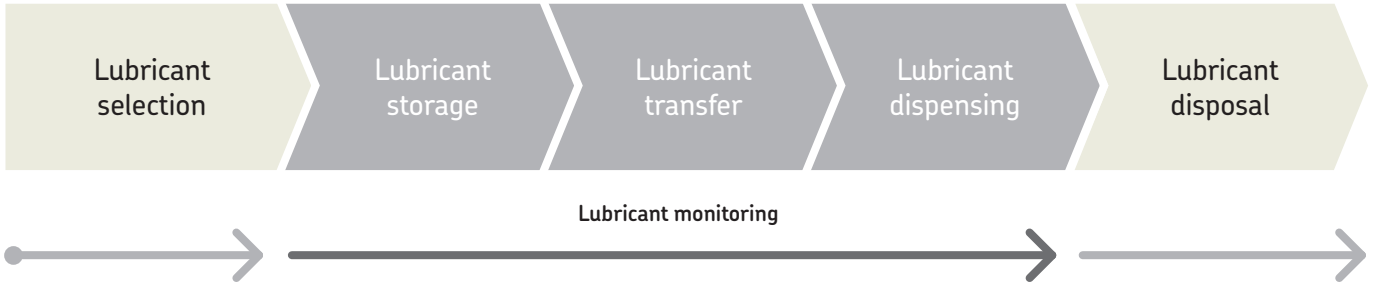 Lubricant
selection
Lubricant
storage
Lubricant
transfer
Lubricant
dispensing
Lubricant
disposal
Lubricant monitoring